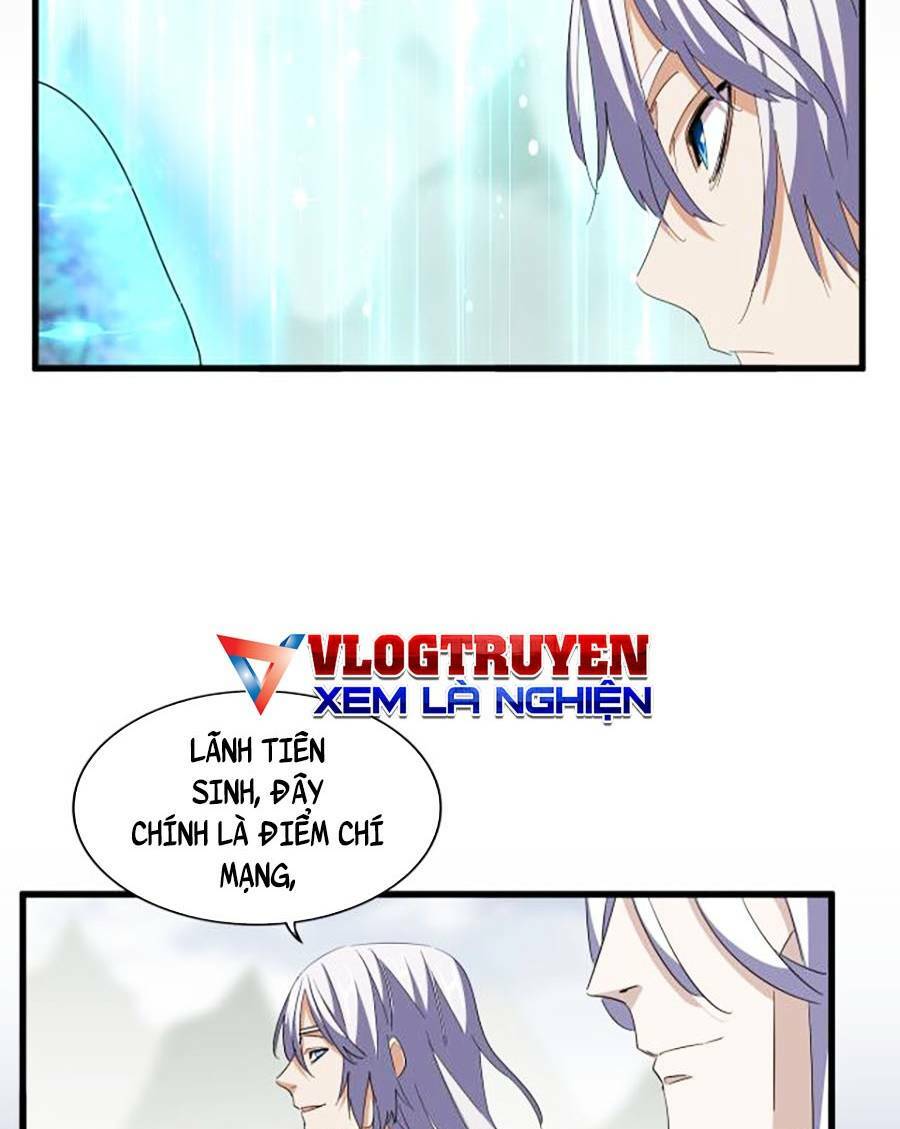 VLOGTRUYEN
XEM LÀ NGHIỆN
LÃNH TIÊN
SINH, ĐÂY
CHÍNH LÀ ĐIỂM CHÍ
MẠNG,